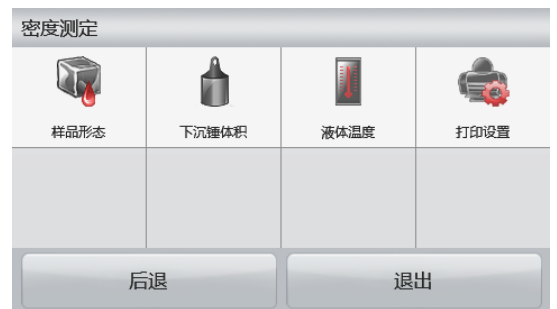 密度测定
样品形态
下沉锤体积
液体温度
打印设置
后退
退出